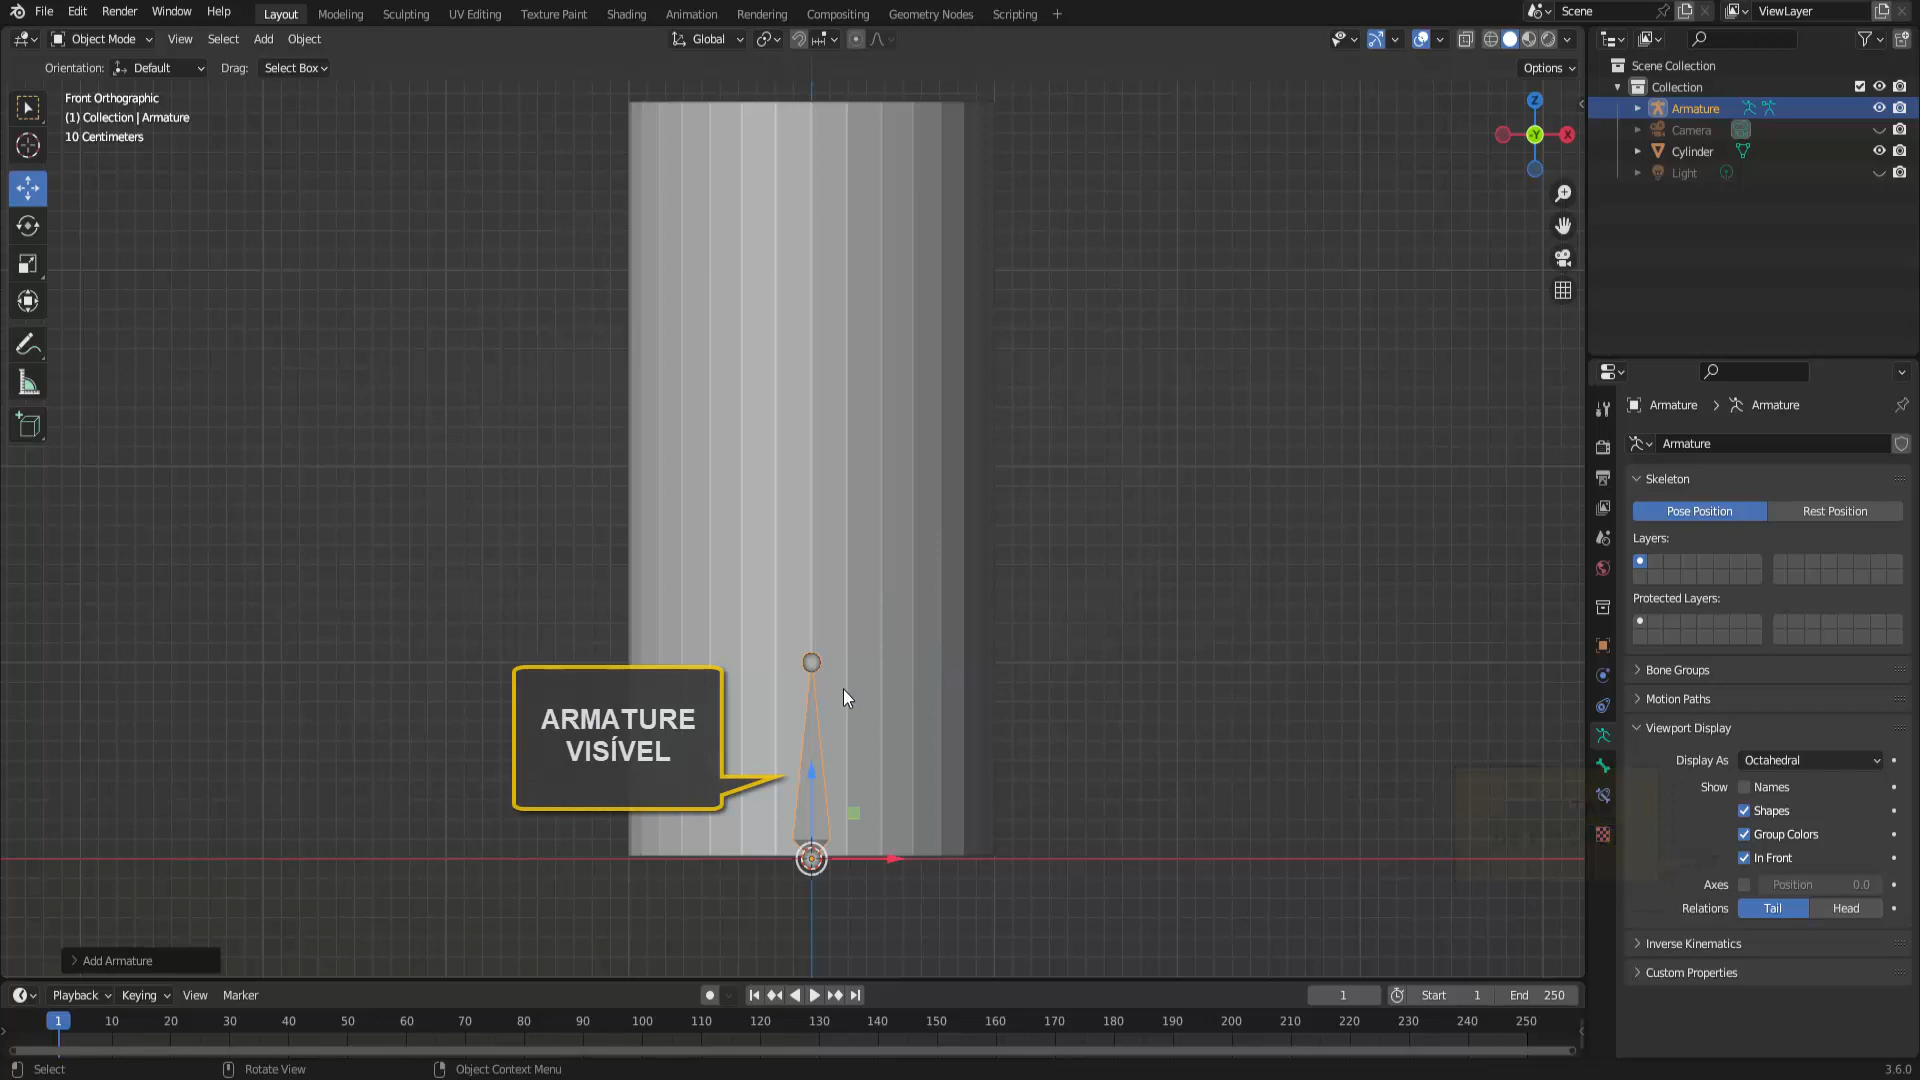 File Edit Render Window Help
Layout Modeling Sculpting UV Editing Texture Paint Shading Animation Rendering Compositing Geometry Nodes Scripting
Scene ViewLayer
Object Mode View Select Add Object Global
Orientation: Default Drag: Select Box Options
Front Orthographic
(1) Collection | Armature
10 Centimeters
Z
-Y
X
Scene Collection
Collection
Armature
Camera
Cylinder
Light
Armature Armature
Armature
Skeleton
Pose Position Rest Position
Layers:
Protected Layers:
Bone Groups
Motion Paths
Viewport Display
Display As Octahedral
Show Names
Shapes
Group Colors
In Front
Axes Position 0.0
Relations Tail Head
Inverse Kinematics
Custom Properties
ARMATURE
VISÍVEL
Add Armature
Playback Keying View Marker 1 Start 1 End 250
1 10 20 30 40 50 60 70 80 90 100 110 120 130 140 150 160 170 180 190 200 210 220 230 240 250
Select Rotate View Object Context Menu 3.6.0